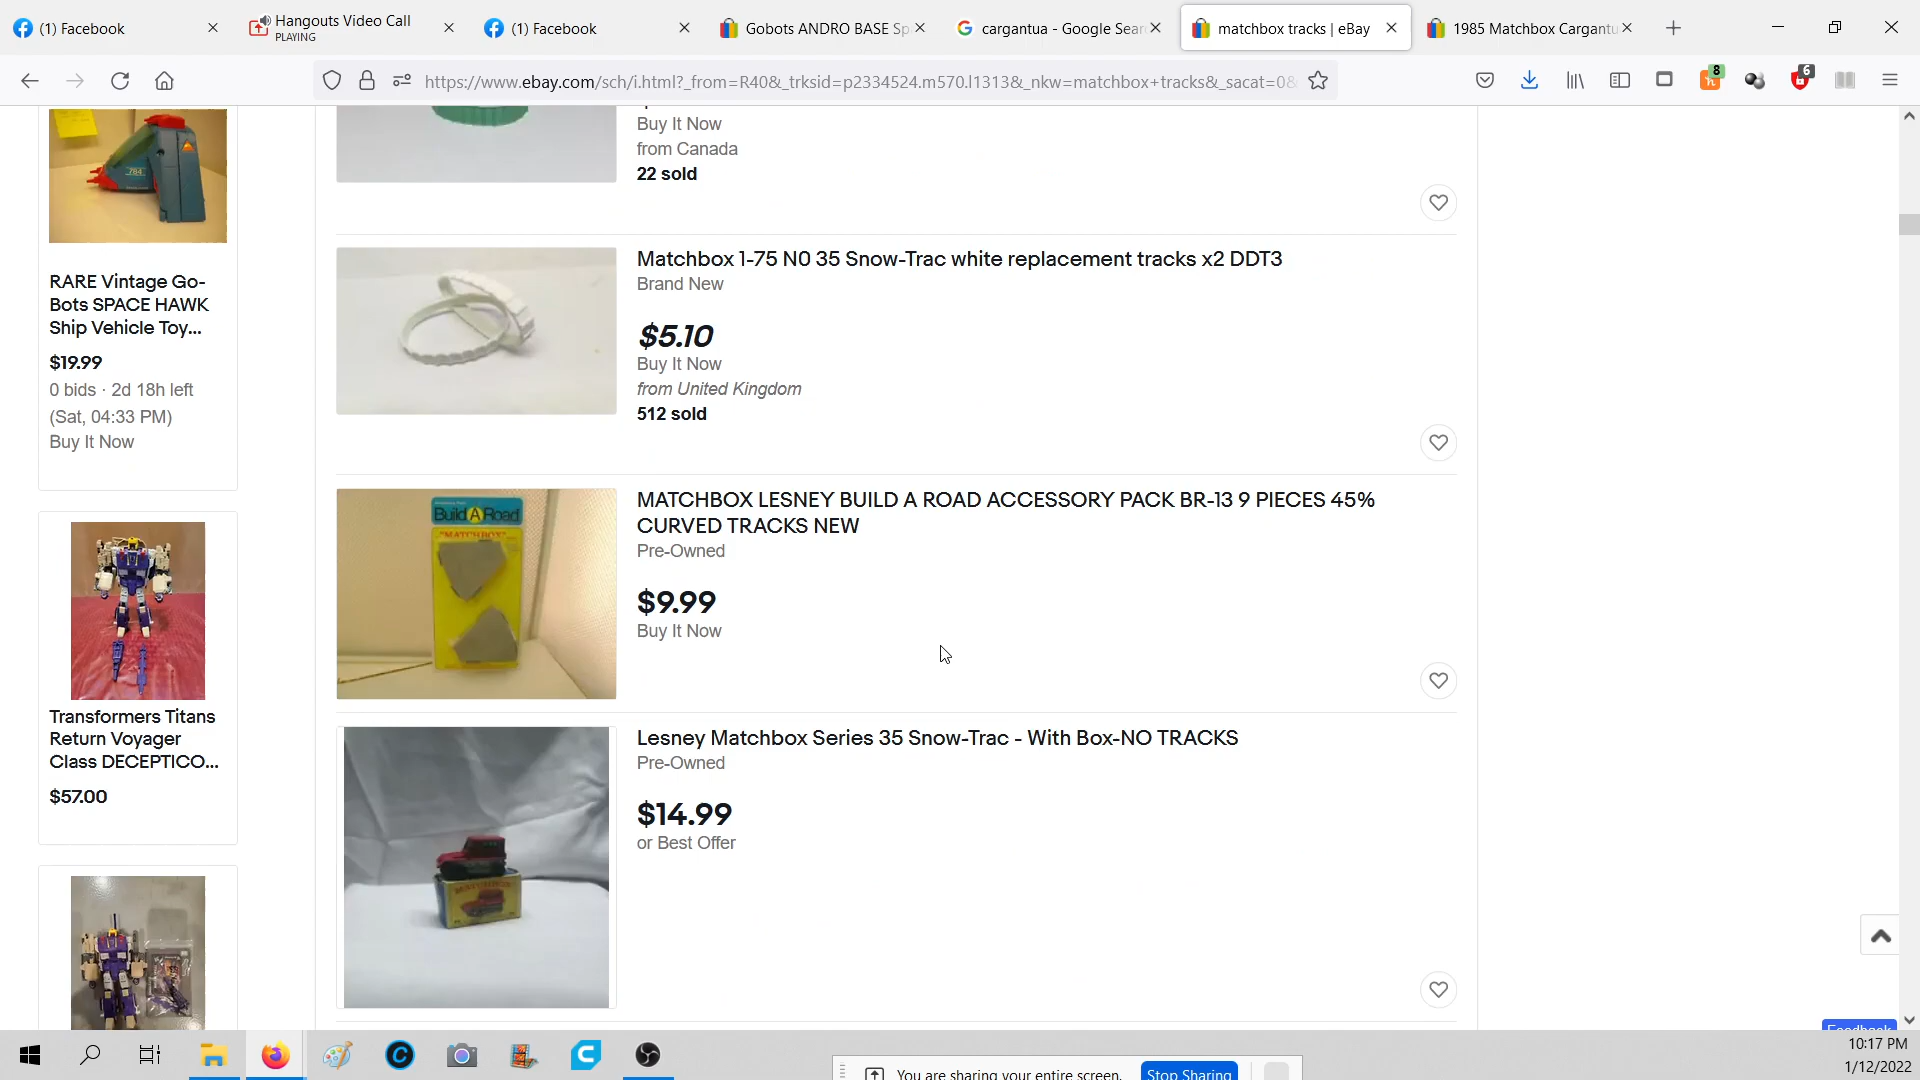 (1) Facebook
Hangouts Video Call
PLAYING
(1) Facebook
Gobots ANDRO BASE Sp
cargantua - Google Sear
matchbox tracks | eBay
1985 Matchbox Cargantu
https://www.ebay.com/sch/i.html?_from=R40&_trksid=p2334524.m570.l1313&_nkw=matchbox+tracks&_sacat=0&
8
6
784
RARE Vintage Go-
Bots SPACE HAWK
Ship Vehicle Toy...
$19.99
0 bids · 2d 18h left
(Sat, 04:33 PM)
Buy It Now
Transformers Titans
Return Voyager
Class DECEPTICO...
$57.00
Buy It Now
from Canada
22 sold
Matchbox 1-75 N0 35 Snow-Trac white replacement tracks x2 DDT3
Brand New
$5.10
Buy It Now
from United Kingdom
512 sold
Build A Road
"MATCHBOX"
MATCHBOX LESNEY BUILD A ROAD ACCESSORY PACK BR-13 9 PIECES 45%
CURVED TRACKS NEW
Pre-Owned
$9.99
Buy It Now
MATCHBOX
Lesney Matchbox Series 35 Snow-Trac - With Box-NO TRACKS
Pre-Owned
$14.99
or Best Offer
Feedback
You are sharing your entire screen.
Stop Sharing
10:17 PM
1/12/2022